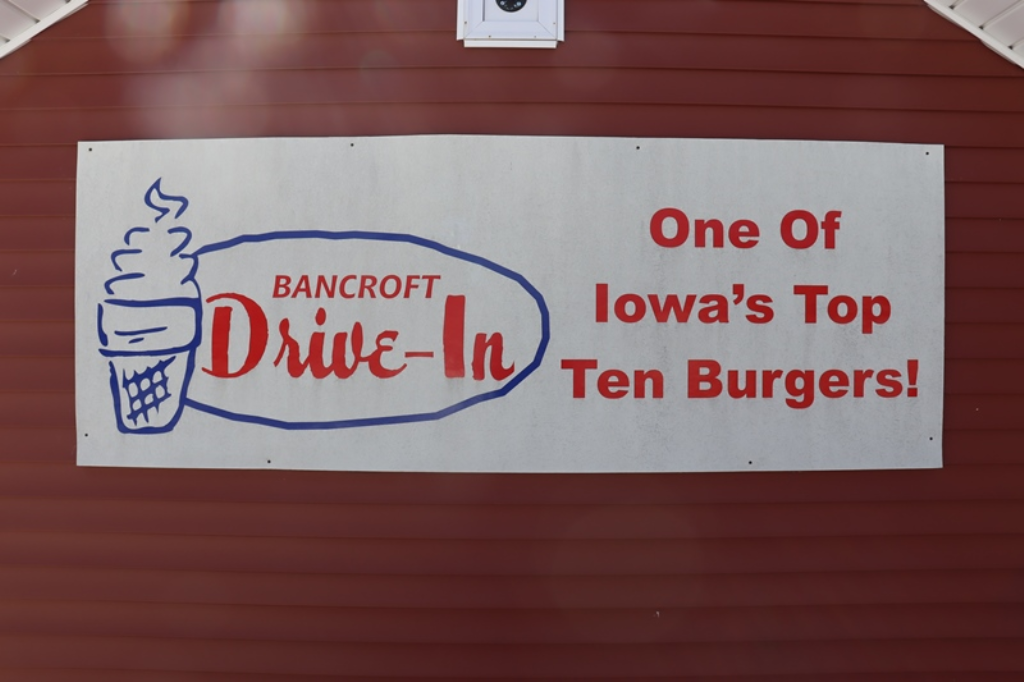 BANCROFT
Drive-In
One Of
Iowa's Top
Ten Burgers!